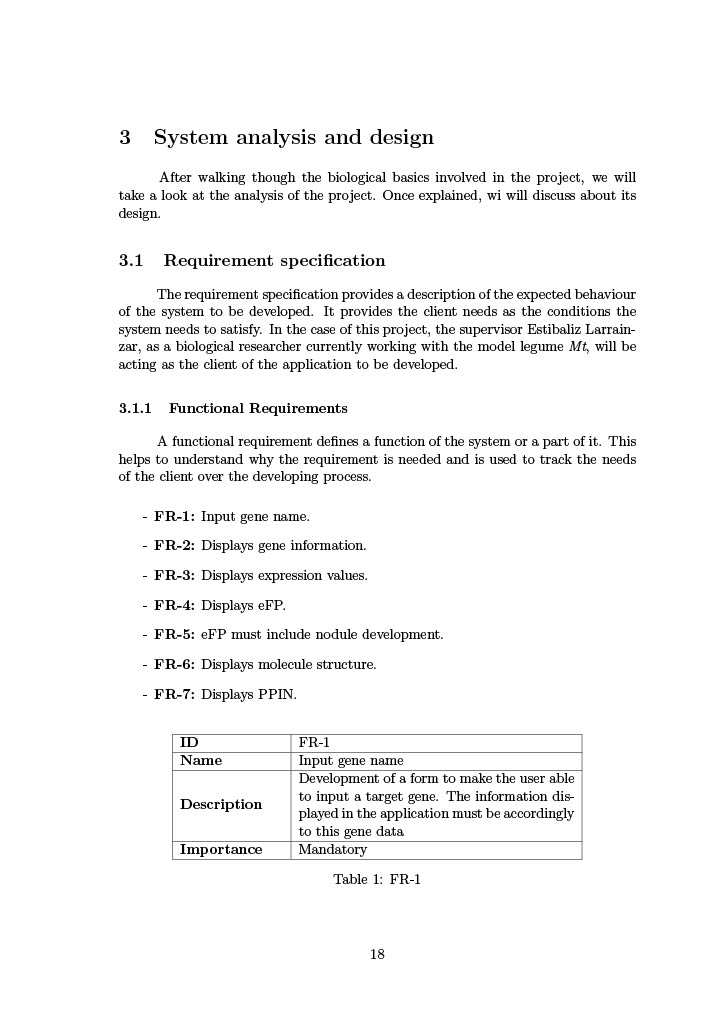 3 System analysis and design
After walking though the biological basics involved in the project, we will
take a look at the analysis of the project. Once explained, wi will discuss about its
design.
3.1 Requirement specification
The requirement specification provides a description of the expected behaviour
of the system to be developed. It provides the client needs as the conditions the
system needs to satisfy. In the case of this project, the supervisor Estibaliz Larrain-
zar, as a biological researcher currently working with the model legume Mt, will be
acting as the client of the application to be developed.
3.1.1 Functional Requirements
A functional requirement defines a function of the system or a part of it. This
helps to understand why the requirement is needed and is used to track the needs
of the client over the developing process.
- FR-1: Input gene name.
- FR-2: Displays gene information.
- FR-3: Displays expression values.
- FR-4: Displays eFP.
- FR-5: eFP must include nodule development.
- FR-6: Displays molecule structure.
- FR-7: Displays PPIN.
ID FR-1
Name Input gene name
Description Development of a form to make the user able
to input a target gene. The information dis-
played in the application must be accordingly
to this gene data
Importance Mandatory
Table 1: FR-1
18